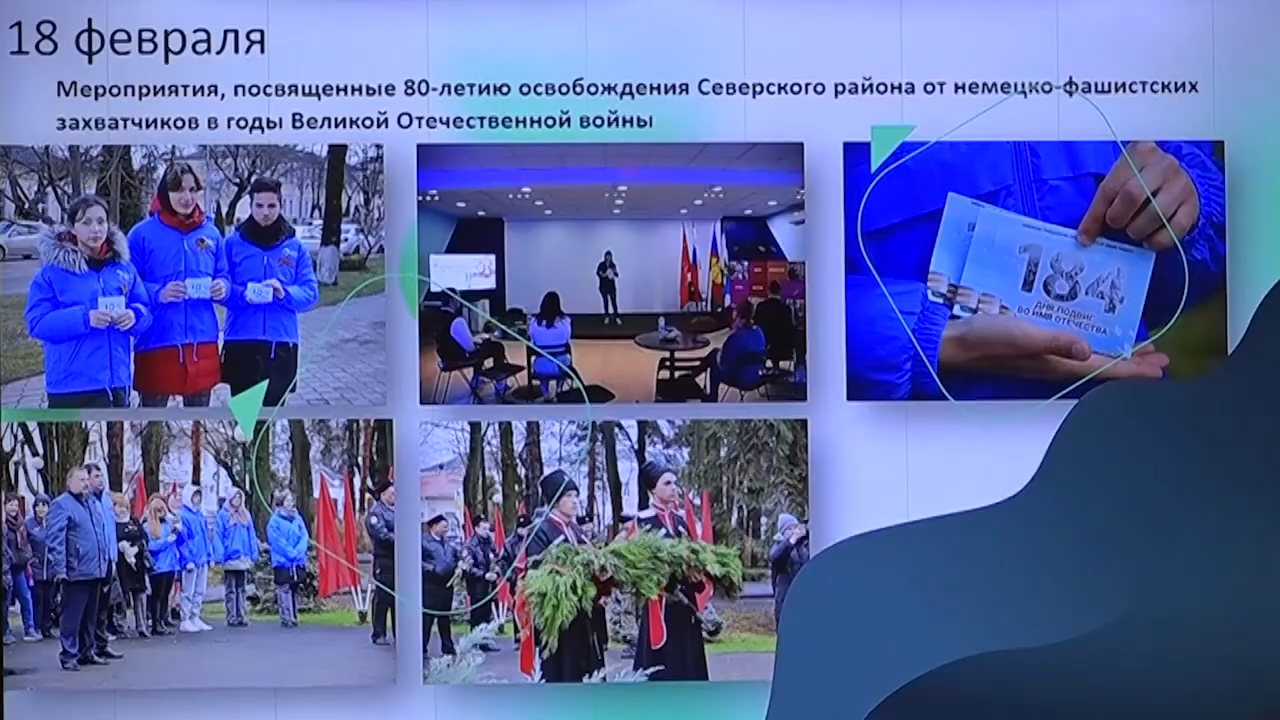 18 февраля
Мероприятия, посвященные 80-летию освобождения Северского района от немецко-фашистских
захватчиков в годы Великой Отечественной войны
184
ДНЯ ПОДВИГ
ВО ИМЯ ОТЕЧЕСТВА